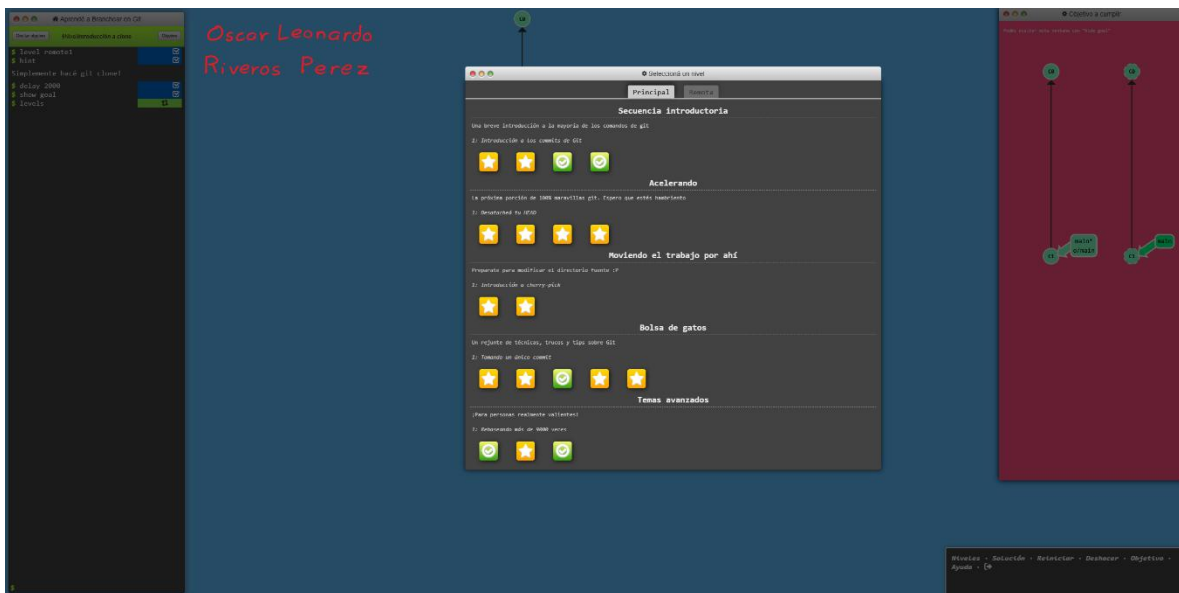 Aprendé a Branchear en Git
Objetivo a cumplir
Introducción a clone
Oscar Leonardo
Riveros Perez
$ level remote1
$ hint
Simplemente hacé git clone!
$ delay 2000
$ show goal
$ levels
$
C0
Seleccioná un nivel
Principal
Remota
Secuencia introductoria
Una breve introducción a la mayoría de los comandos de git
1: Introducción a los commits de Git
Acelerando
La próxima porción de 100% maravillas git. Espero que estés hambriento
1: Desatacheá tu HEAD
Moviendo el trabajo por ahí
Preparate para modificar el directorio fuente :P
1: Introducción a cherry-pick
Bolsa de gatos
Un rejunte de técnicas, trucos y tips sobre Git
1: Tomando un único commit
Temas avanzados
¡Para personas realmente valientes!
1: Rebaseando más de 9000 veces
C0
C0
main*
o/main
main
C1
C1
Niveles - Solución - Reiniciar - Deshacer - Objetivo -
Ayuda -